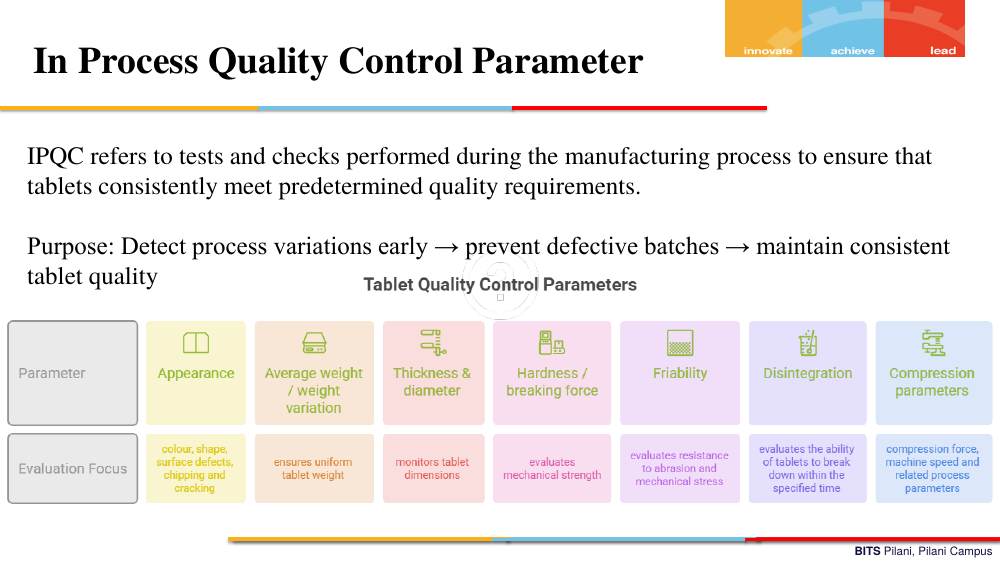 innovate achieve lead
In Process Quality Control Parameter
IPQC refers to tests and checks performed during the manufacturing process to ensure that
tablets consistently meet predetermined quality requirements.
Purpose: Detect process variations early → prevent defective batches → maintain consistent
tablet quality
Tablet Quality Control Parameters
Parameter
Appearance
Average weight
/ weight
variation
Thickness &
diameter
Hardness /
breaking force
Friability
Disintegration
Compression
parameters
Evaluation Focus
colour, shape,
surface defects,
chipping and
cracking
ensures uniform
tablet weight
monitors tablet
dimensions
evaluates
mechanical strength
evaluates resistance
to abrasion and
mechanical stress
evaluates the ability
of tablets to break
down within the
specified time
compression force,
machine speed and
related process
parameters
BITS Pilani, Pilani Campus